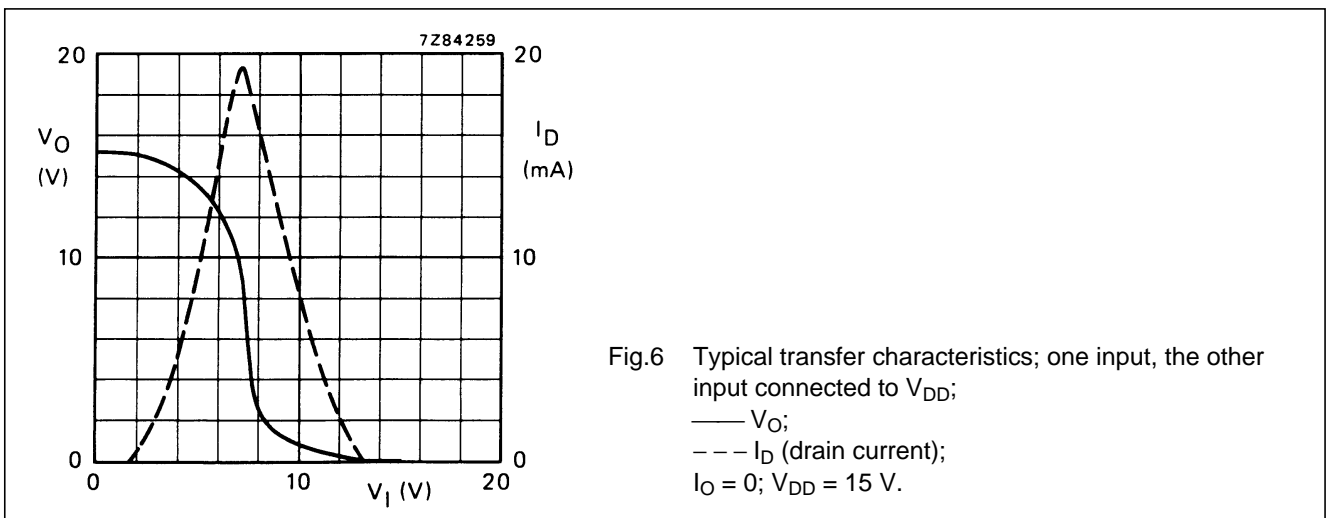 7Z84259
20
20
V_O
(V)
I_D
(mA)
10
10
0
0
0
10
20
V_I (V)
Fig.6 Typical transfer characteristics; one input, the other
input connected to V_DD;
—— V_O;
– – – I_D (drain current);
I_O = 0; V_DD = 15 V.